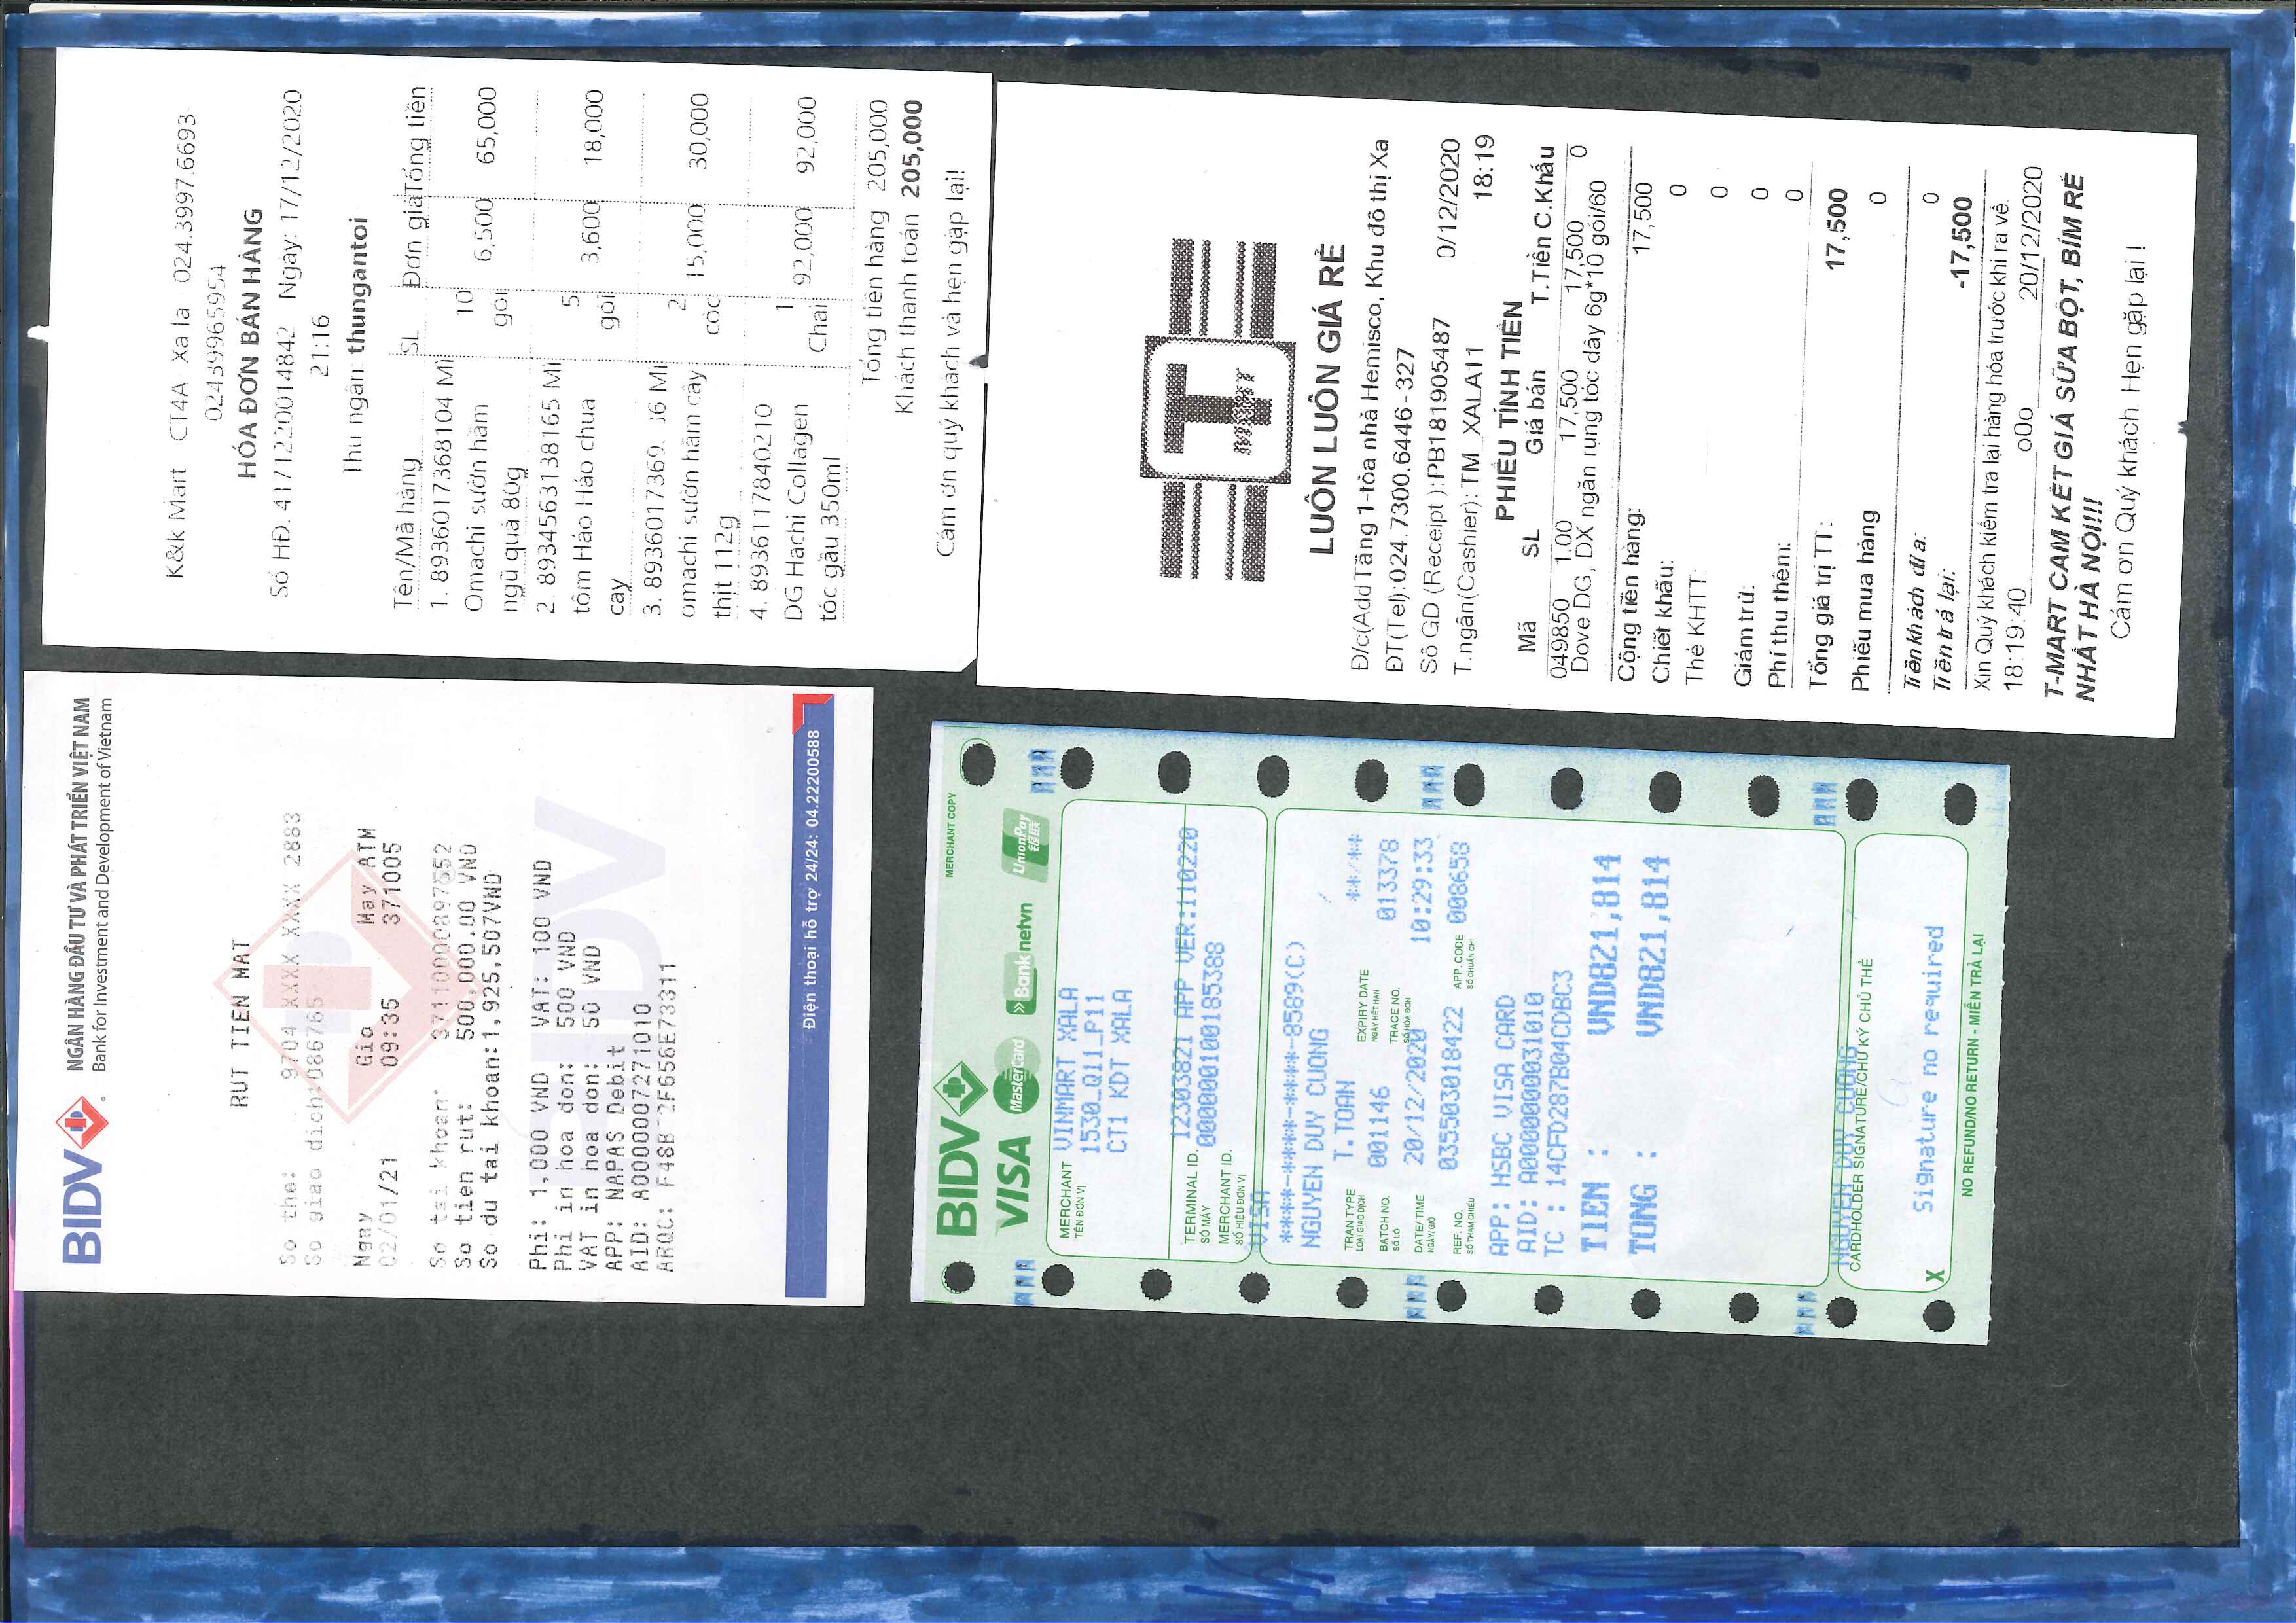 K&k Mart CT4A - Xa la - 024.3997.6693-
02439965954
HÓA ĐƠN BÁN HÀNG
Số HĐ: 417122001484.2 Ngày: 17/12/2020
21:16
Thu ngân: thungantoi
Tên/Mã hàng SL Đơn giá Tổng tiền
1. 8936017368104 Mì 10 6,500 65,000
Omachi sườn hầm gói
ngũ quả 80g
2. 8934563138165 Mì 5 3,600 18,000
tôm Hảo Hảo chua gói
cay
3. 8936017369. 36 Mì 2 15,000 30,000
omachi sườn hầm cây cốc
thịt 112g
4. 8936117840210 1 92,000 92,000
DG Hachi Collagen Chai
tóc gầu 350ml
Tổng tiền hàng 205,000
Khách thanh toán 205,000
Cảm ơn quý khách và hẹn gặp lại!
T
MART
LUÔN LUÔN GIÁ RẺ
Đ/c(Add Tầng 1-tòa nhà Hemisco, Khu đô thị Xa
ĐT(Tel):024.7300.6446-327
Số GD (Receipt ):PB181905487 0/12/2020
T.ngân(Cashier): TM_XALAI1 18:19
PHIẾU TÍNH TIỀN
Mã SL Giá bán T.Tiền C.Khấu
049850 1.00 17,500 17,500 0
Dove DG, DX ngăn rụng tóc dây 6g*10 gói/60
Cộng tiền hàng: 17,500
Chiết khấu: 0
Thẻ KHTT: 0
Giảm trừ: 0
Phí thu thêm: 0
Tổng giá trị TT: 17,500
Phiếu mua hàng 0
Tiền khách đưa: 0
Tiền trả lại: -17,500
Xin Quý khách kiểm tra lại hàng hóa trước khi ra về
18:19:40 o0o 20/12/2020
T-MART CAM KẾT GIÁ SỮA BỘT, BỈM RẺ
NHẤT HÀ NỘI!!!
Cảm ơn Quý khách. Hẹn gặp lại !
BIDV
NGÂN HÀNG ĐẦU TƯ VÀ PHÁT TRIỂN VIỆT NAM
Bank for Investment and Development of Vietnam
RUT TIEN MAT
So the: 9704 XXXX XXXX XXX 2883
So giao dich:086765
Ngay Gio May ATM
02/01/21 09:35 371005
So tai khoan: 37110000897552
So tien rut: 500,000.00 VND
So du tai khoan:1,925,507VND
Phi: 1,000 VND VAT: 100 VND
Phi in hoa don: 500 VND
VAT in hoa don: 50 VND
APP: NAPAS Debit
AID: A0000007271010
ARQC: F48B 2F656E73311
BIDV
Điện thoại hỗ trợ 24/24: 04.22200588
BIDV
MERCHANT COPY
VISA MasterCard Banknetvn UnionPay
MERCHANT VINMART XALA
TÊN ĐƠN VỊ 1530_Q11_P11
CT1 KDT XALA
TERMINAL ID. 12303821 APP VER:110220
SỐ MÁY
MERCHANT ID. 000000010018538​8
SỐ HIỆU ĐƠN VỊ
VISA
****-****-****-8589(C)
NGUYEN DUY CUONG
TRAN TYPE T.TOAN EXPIRY DATE **/**
LOẠI GIAO DỊCH NGÀY HẾT HẠN
BATCH NO. 001146 TRACE NO. 013378
SỐ LÔ SỐ HÓA ĐƠN
DATE/TIME 20/12/2020 10:29:33
NGÀY/GIỜ
REF. NO. 035503018422 APP. CODE 008658
SỐ THAM CHIẾU SỐ CHUẨN CHI
APP: HSBC VISA CARD
AID: A0000000031010
TC : 14CFD287B04CDBC3
TIEN : VND821,814
TONG : VND821,814
NGUYEN DUY CUONG
CARDHOLDER SIGNATURE/CHỮ KÝ CHỦ THẺ
X Signature no required
NO REFUND/NO RETURN - MIỄN TRẢ LẠI